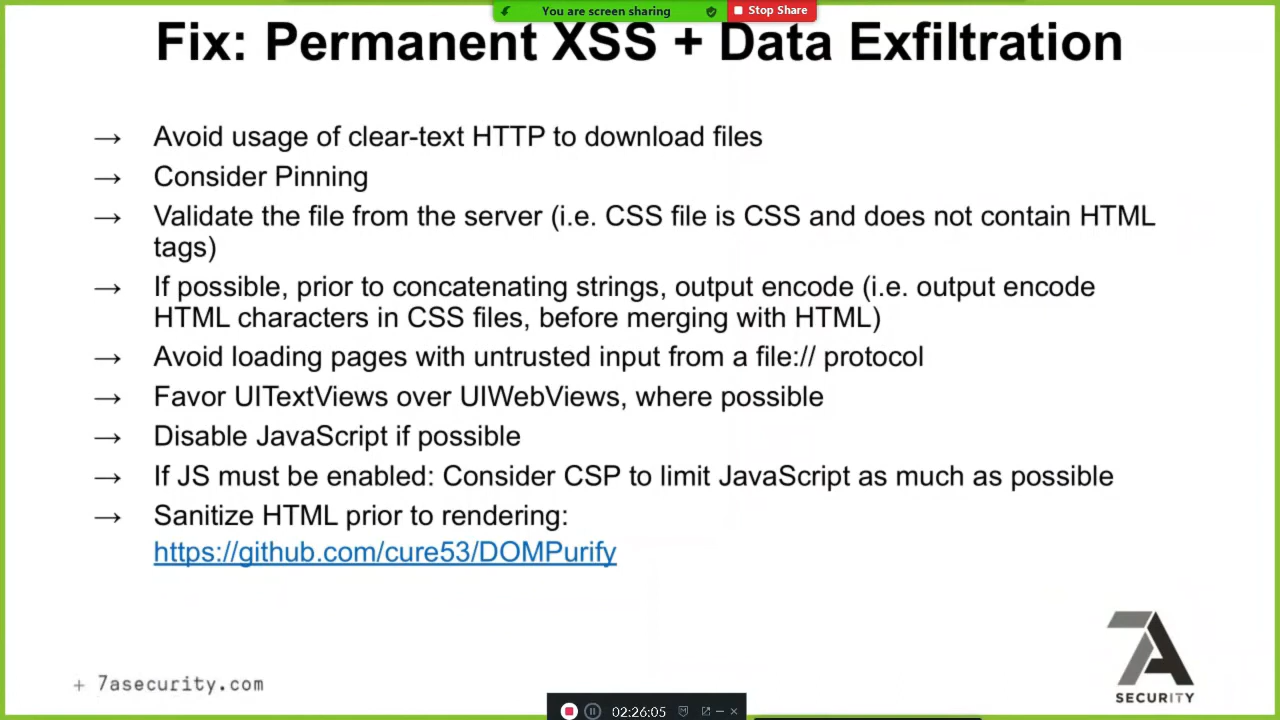 You are screen sharing
Stop Share
Fix: Permanent XSS + Data Exfiltration
→ Avoid usage of clear-text HTTP to download files
→ Consider Pinning
→ Validate the file from the server (i.e. CSS file is CSS and does not contain HTML
tags)
→ If possible, prior to concatenating strings, output encode (i.e. output encode
HTML characters in CSS files, before merging with HTML)
→ Avoid loading pages with untrusted input from a file:// protocol
→ Favor UITextViews over UIWebViews, where possible
→ Disable JavaScript if possible
→ If JS must be enabled: Consider CSP to limit JavaScript as much as possible
→ Sanitize HTML prior to rendering:
https://github.com/cure53/DOMPurify
+ 7asecurity.com
7A
SECURITY
02:26:05